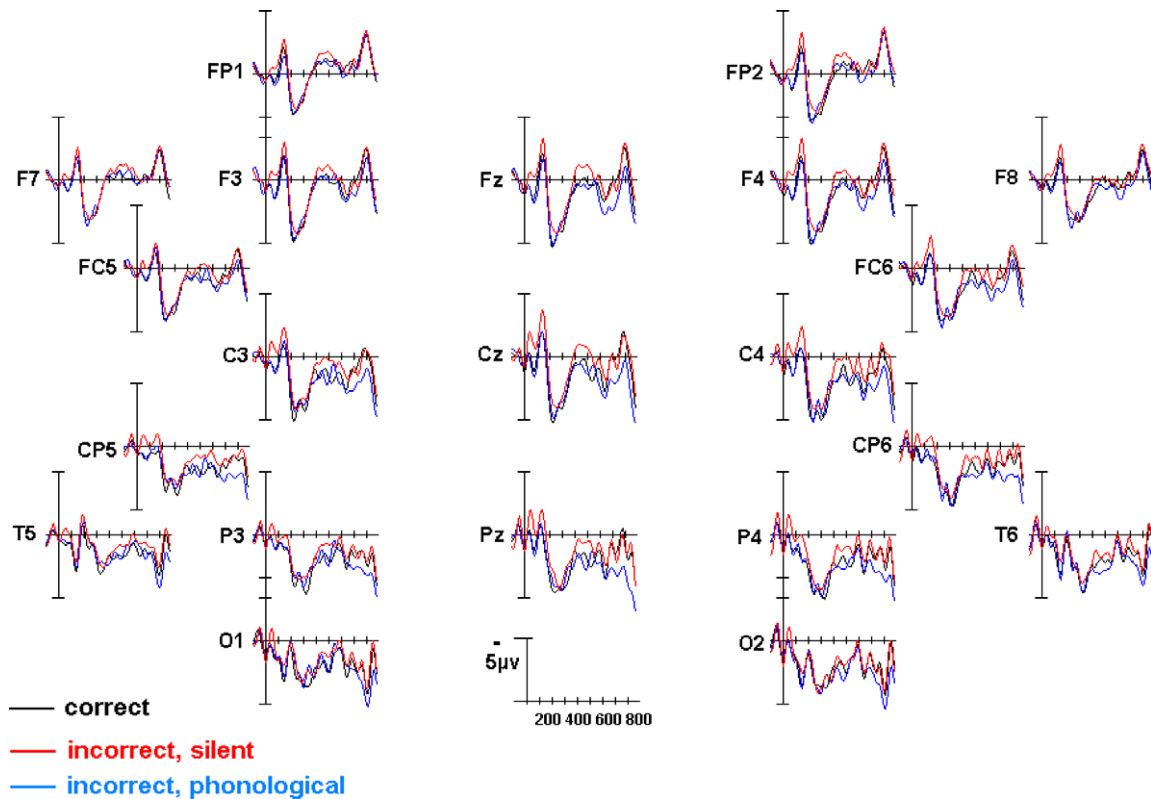 FP1 FP2
F7 F3 Fz F4 F8
FC5 FC6
C3 Cz C4
CP5 CP6
T5 P3 Pz P4 T6
O1 O2
-
5μv
200 400 600 800
correct
incorrect, silent
incorrect, phonological